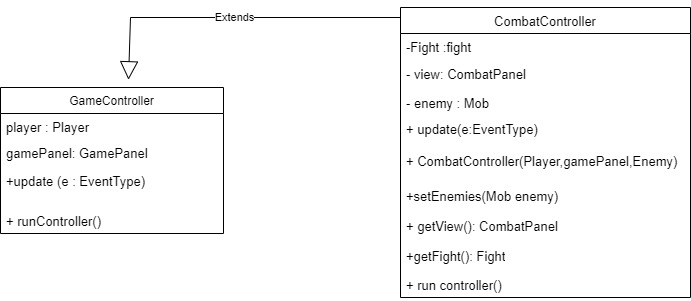 Extends
CombatController
-Fight :fight
- view: CombatPanel
- enemy : Mob
+ update(e:EventType)
+ CombatController(Player,gamePanel,Enemy)
+setEnemies(Mob enemy)
+ getView(): CombatPanel
+getFight(): Fight
+ run controller()
GameController
player : Player
gamePanel: GamePanel
+update (e : EventType)
+ runController()